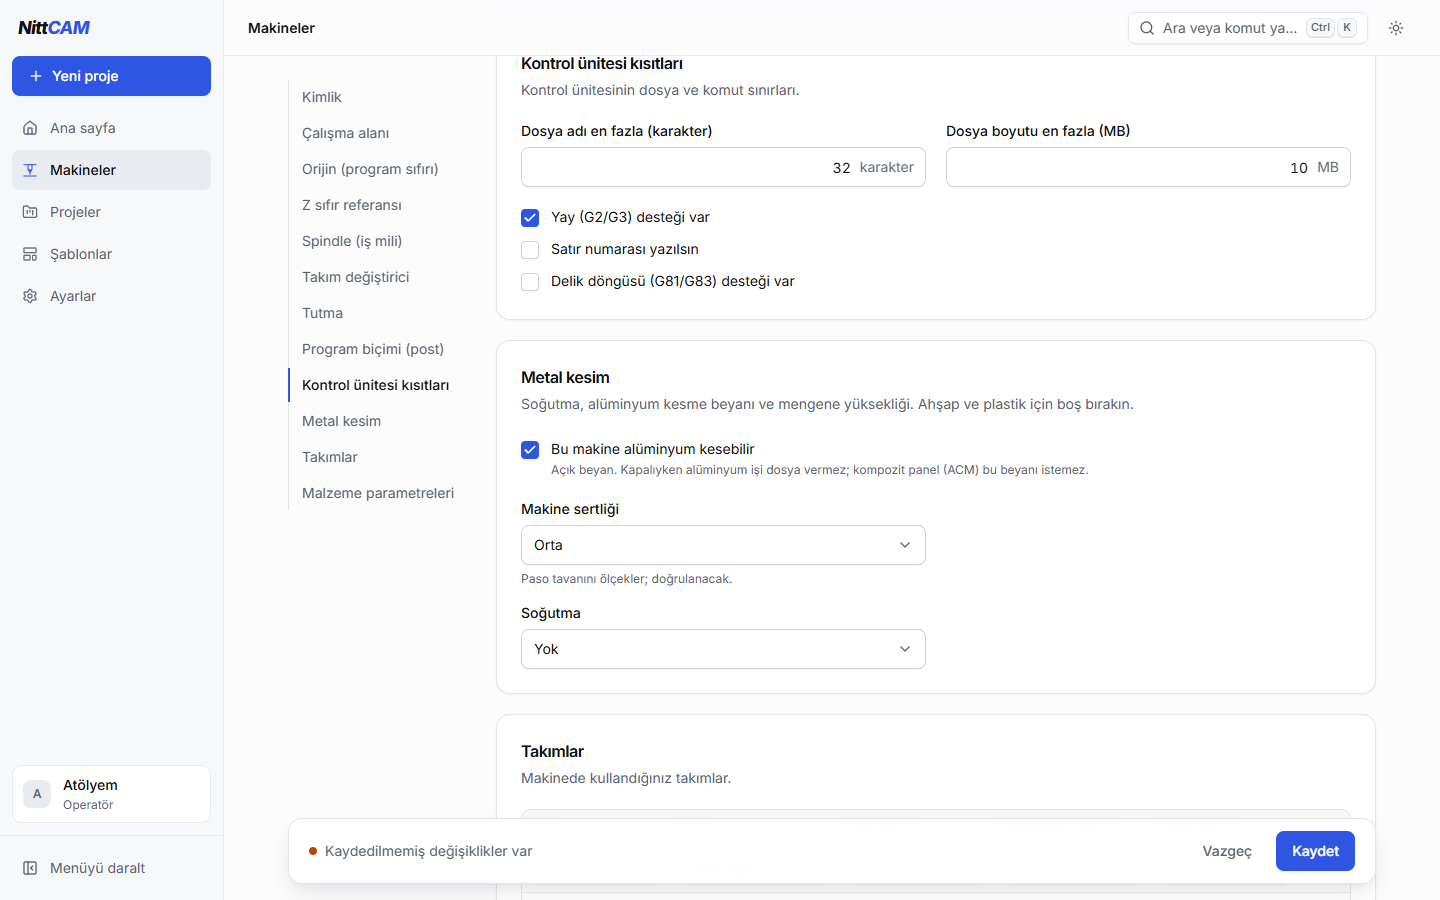 NittCAM
Yeni proje
Ana sayfa
Makineler
Projeler
Şablonlar
Ayarlar
A
Atölyem
Operatör
Menüyü daralt
Makineler
Ara veya komut ya...
Ctrl
K
Kimlik
Çalışma alanı
Orijin (program sıfırı)
Z sıfır referansı
Spindle (iş mili)
Takım değiştirici
Tutma
Program biçimi (post)
Kontrol ünitesi kısıtları
Metal kesim
Takımlar
Malzeme parametreleri
Kontrol ünitesi kısıtları
Kontrol ünitesinin dosya ve komut sınırları.
Dosya adı en fazla (karakter)
32 karakter
Dosya boyutu en fazla (MB)
10 MB
Yay (G2/G3) desteği var
Satır numarası yazılsın
Delik döngüsü (G81/G83) desteği var
Metal kesim
Soğutma, alüminyum kesme beyanı ve mengene yüksekliği. Ahşap ve plastik için boş bırakın.
Bu makine alüminyum kesebilir
Açık beyan. Kapalıyken alüminyum işi dosya vermez; kompozit panel (ACM) bu beyanı istemez.
Makine sertliği
Orta
Paso tavanını ölçekler; doğrulanacak.
Soğutma
Yok
Takımlar
Makinede kullandığınız takımlar.
Kaydedilmemiş değişiklikler var
Vazgeç
Kaydet